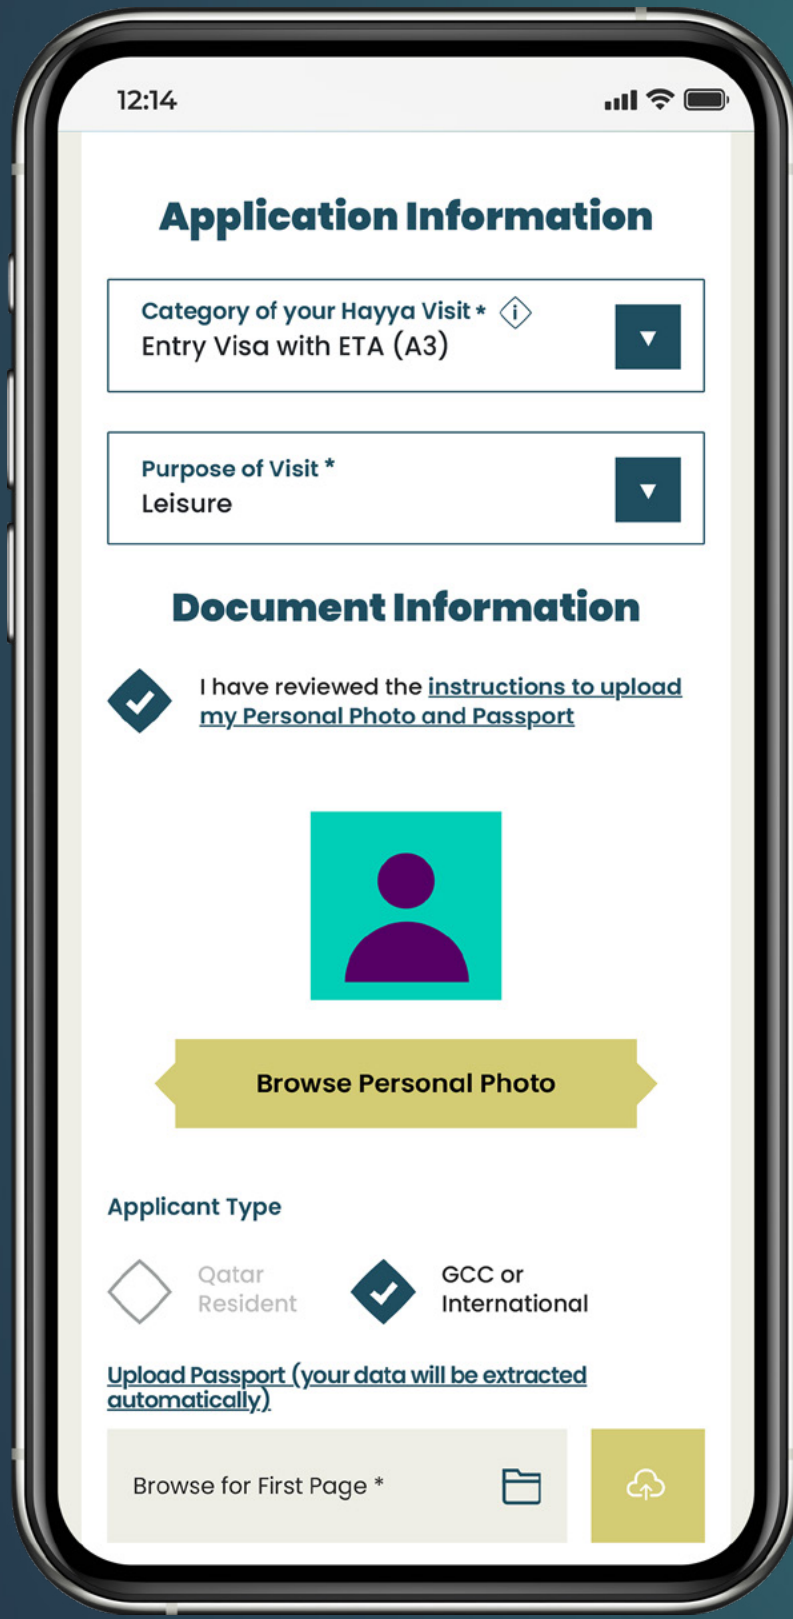 12:14
Application Information
Category of your Hayya Visit *
Entry Visa with ETA (A3)
Purpose of Visit *
Leisure
Document Information
I have reviewed the instructions to upload
my Personal Photo and Passport
Browse Personal Photo
Applicant Type
Qatar
Resident
GCC or
International
Upload Passport (your data will be extracted
automatically)
Browse for First Page *